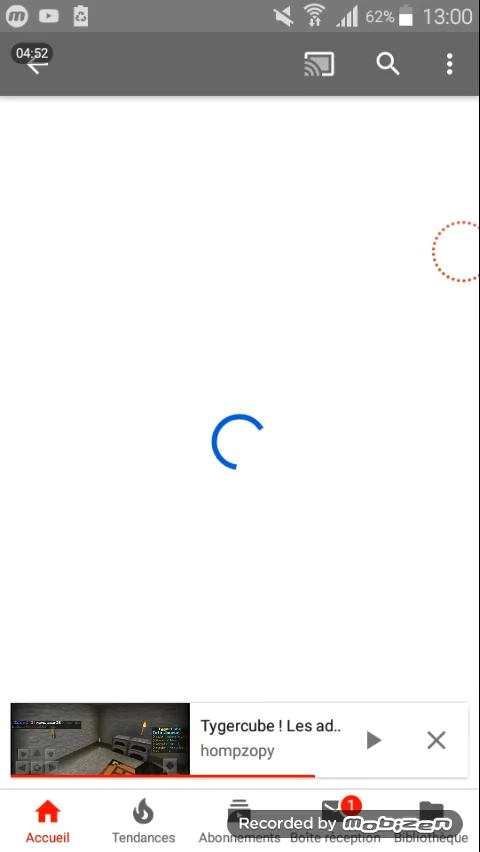 62% 13:00
04:52
Tygercube ! Les ad..
hompzopy
1
Accueil
Tendances
Abonnements
Boîte réception
Bibliothèque
Recorded by mobizen